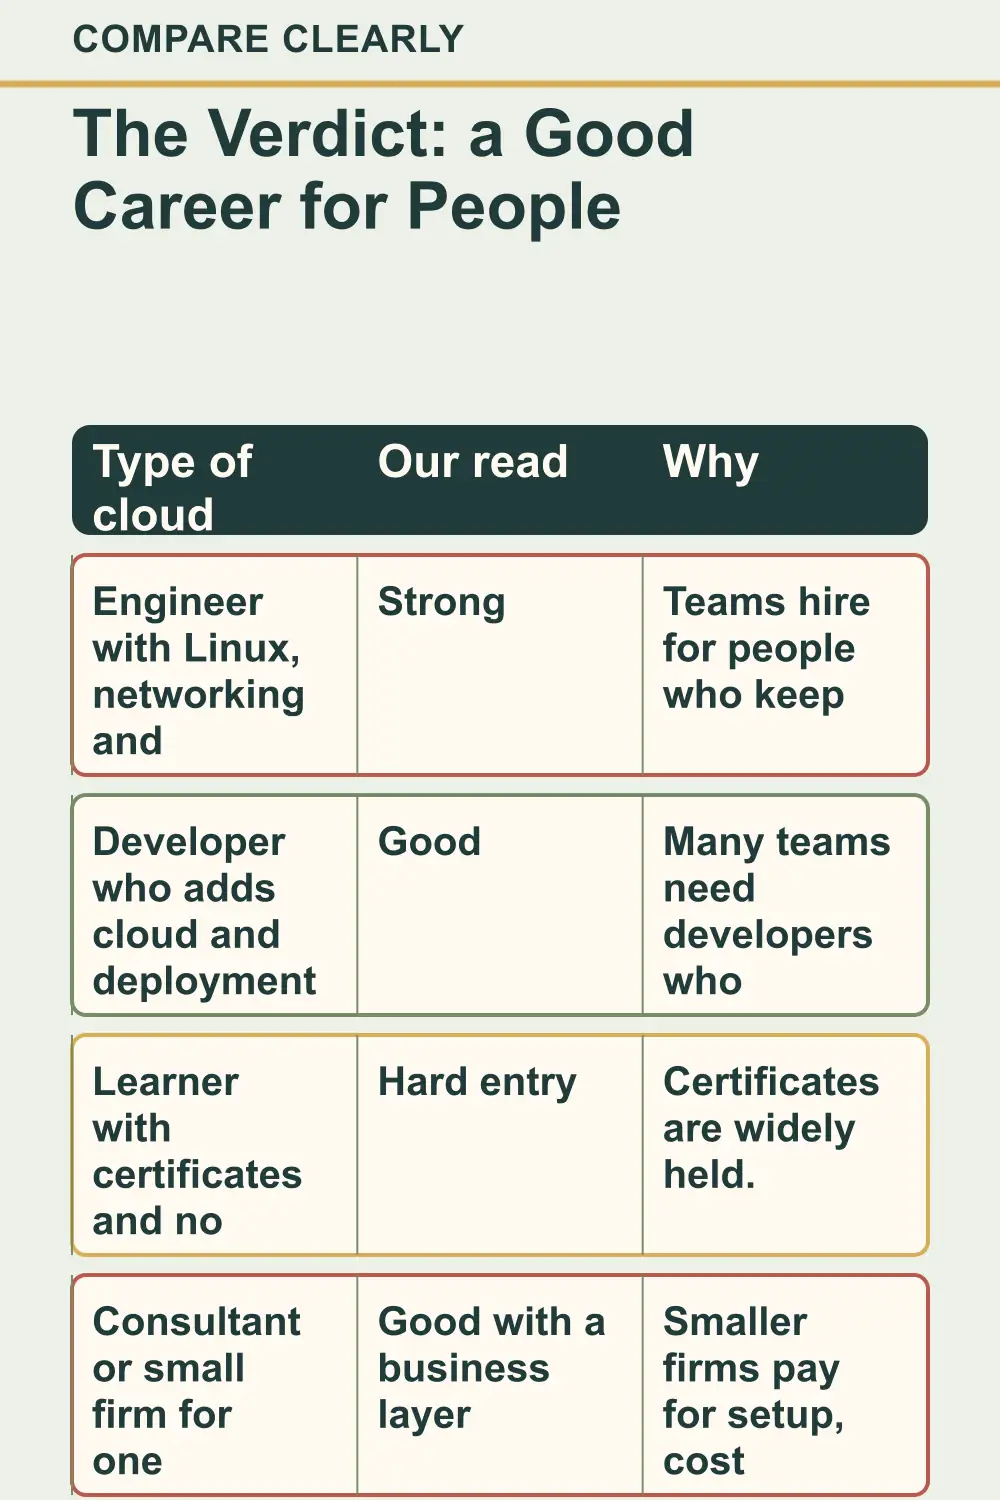 COMPARE CLEARLY
The Verdict: a Good
Career for People
Type of
cloud
Our read
Why
Engineer
with Linux,
networking
and
Strong
Teams hire
for people
who keep
Developer
who adds
cloud and
deployment
Good
Many teams
need
developers
who
Learner
with
certificates
and no
Hard entry
Certificates
are widely
held.
Consultant
or small
firm for
one
Good with a
business
layer
Smaller
firms pay
for setup,
cost